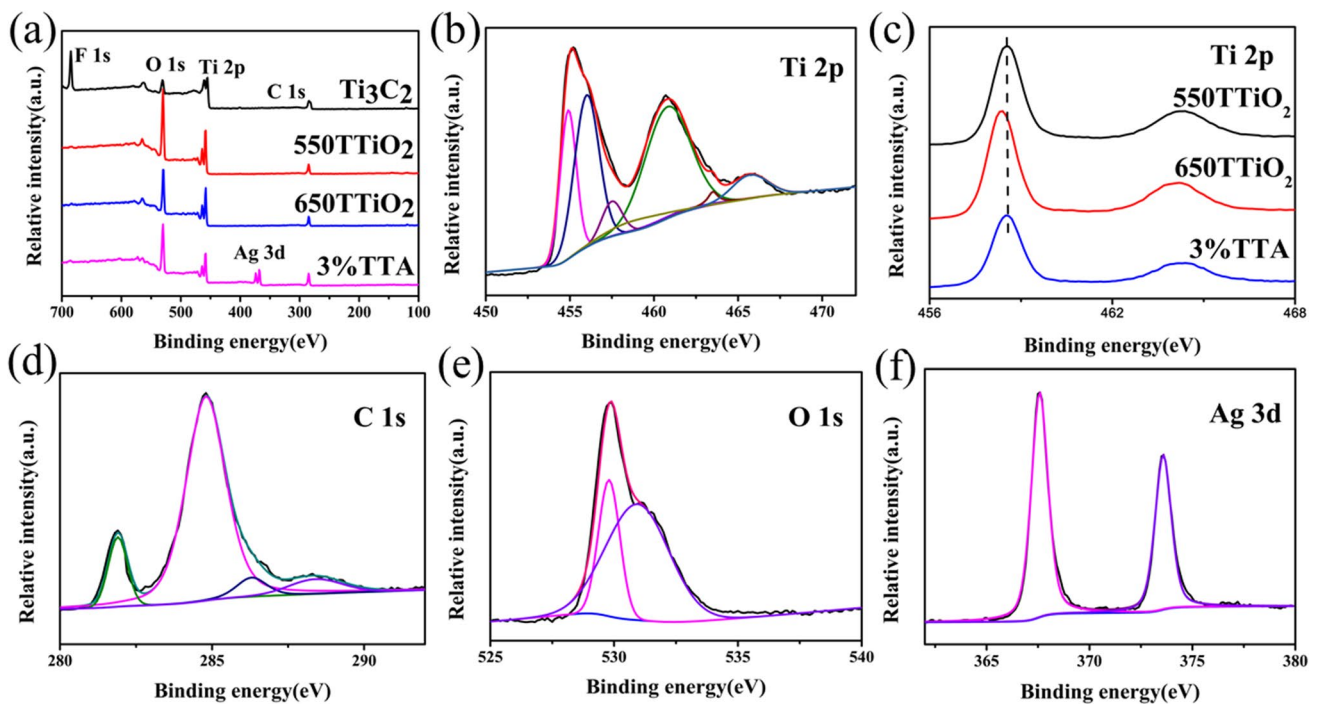 (a)
F 1s
O 1s
Ti 2p
C 1s
Ti3C2
550TTiO2
650TTiO2
Ag 3d
3%TTA
Relative intensity(a.u.)
700 600 500 400 300 200 100
Binding energy(eV)
(b)
Ti 2p
Relative intensity(a.u.)
450 455 460 465 470
Binding energy(eV)
(c)
Ti 2p
550TTiO2
650TTiO2
3%TTA
Relative intensity(a.u.)
456 462 468
Binding energy(eV)
(d)
C 1s
Relative intensity(a.u.)
280 285 290
Binding energy(eV)
(e)
O 1s
Relative intensity(a.u.)
525 530 535 540
Binding energy(eV)
(f)
Ag 3d
Relative intensity(a.u.)
365 370 375 380
Binding energy(eV)